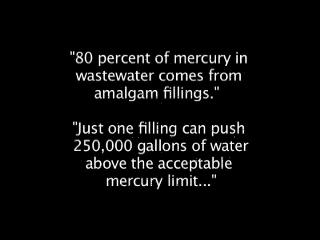 "80 percent of mercury in
wastewater comes from
amalgam fillings."
"Just one filling can push
250,000 gallons of water
above the acceptable
mercury limit..."